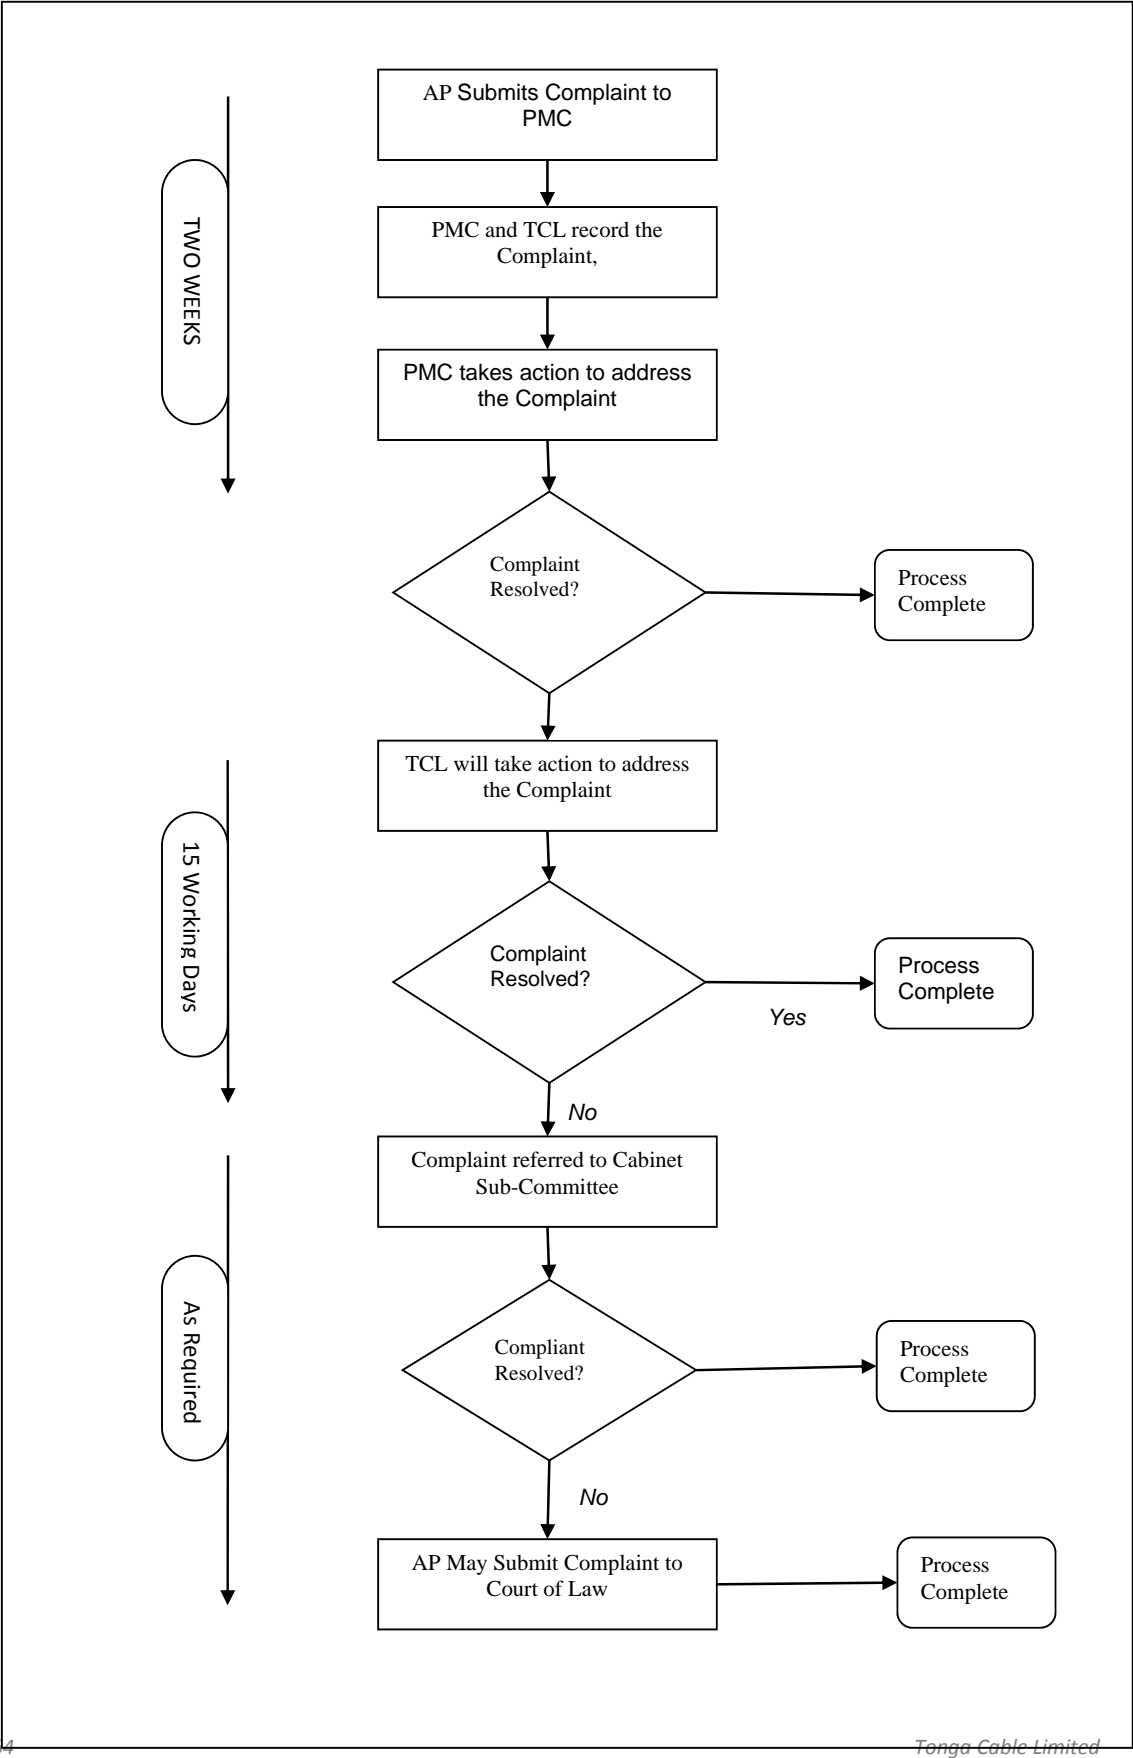 AP Submits Complaint to
PMC
TWO WEEKS
PMC and TCL record the
Complaint,
PMC takes action to address
the Complaint
Complaint
Resolved?
Process
Complete
TCL will take action to address
the Complaint
15 Working Days
Complaint
Resolved?
Process
Complete
Yes
No
Complaint referred to Cabinet
Sub-Committee
As Required
Compliant
Resolved?
Process
Complete
No
AP May Submit Complaint to
Court of Law
Process
Complete
Tonga Cable Limited